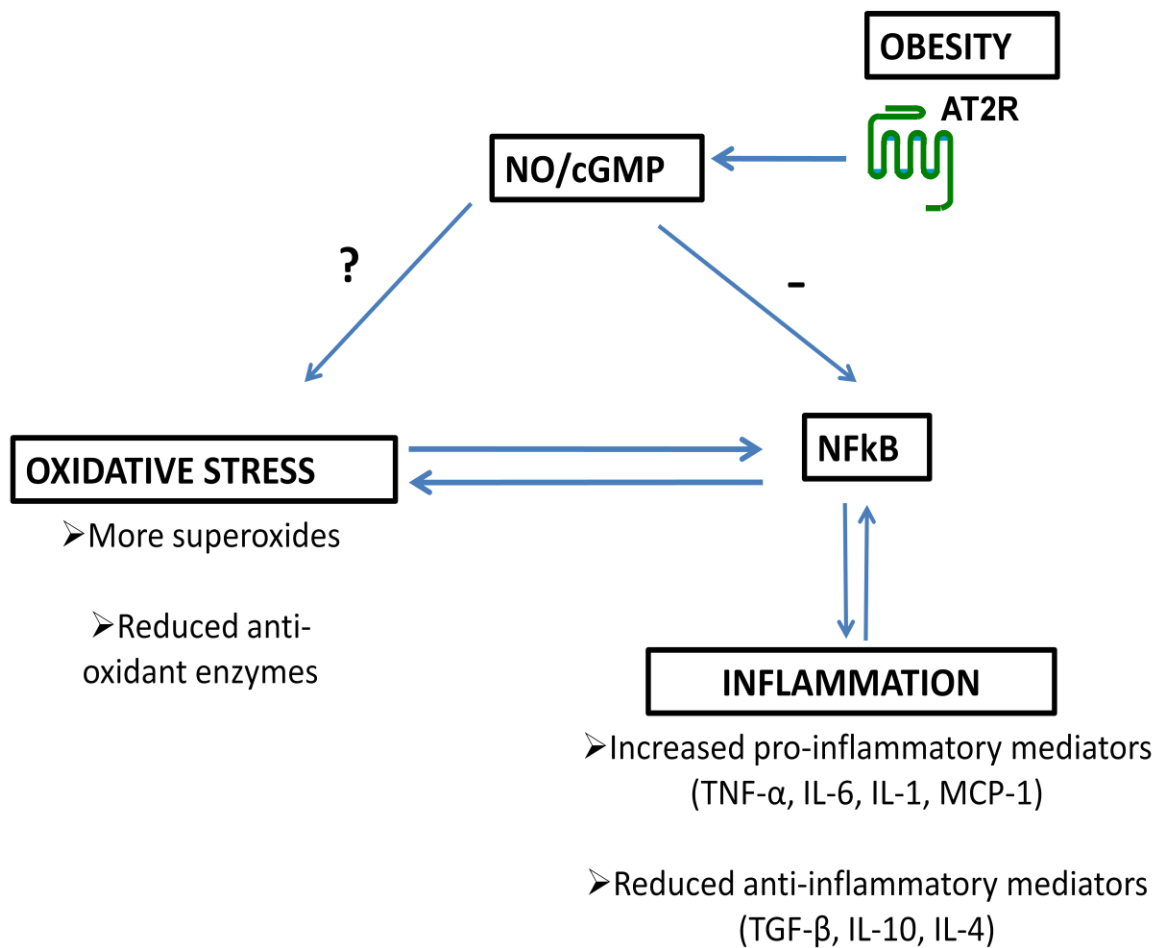 OBESITY
AT2R
NO/cGMP
?
-
OXIDATIVE STRESS
NFkB
➢More superoxides
➢Reduced anti-
oxidant enzymes
INFLAMMATION
➢Increased pro-inflammatory mediators
(TNF-α, IL-6, IL-1, MCP-1)
➢Reduced anti-inflammatory mediators
(TGF-β, IL-10, IL-4)